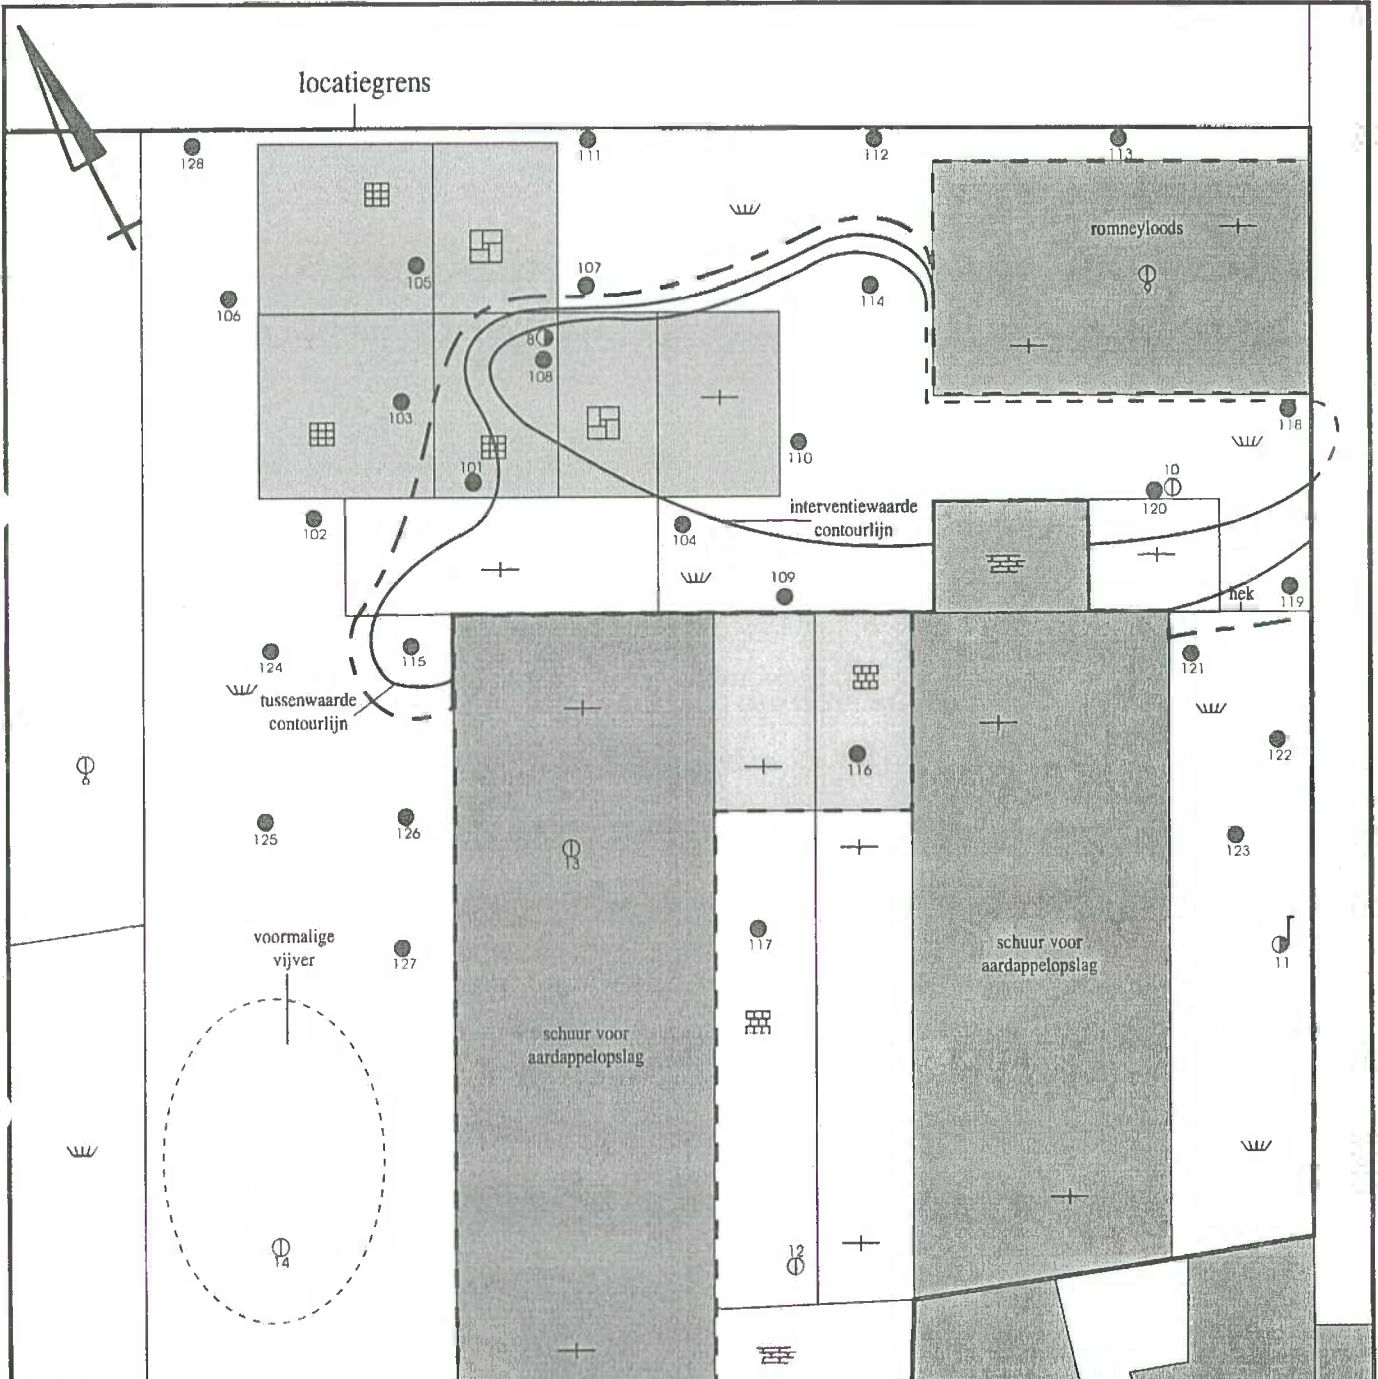 locatiegrens
128
111
112
113
romneyloods
9
105
107
114
106
8
108
103
118
110
101
10
120
102
104
interventiewaarde
contourlijn
109
hek
119
124
115
121
tussenwaarde
contourlijn
122
116
6
125
126
13
123
117
voormalige
vijver
127
schuur voor
aardappelopslag
11
schuur voor
aardappelopslag
12
14